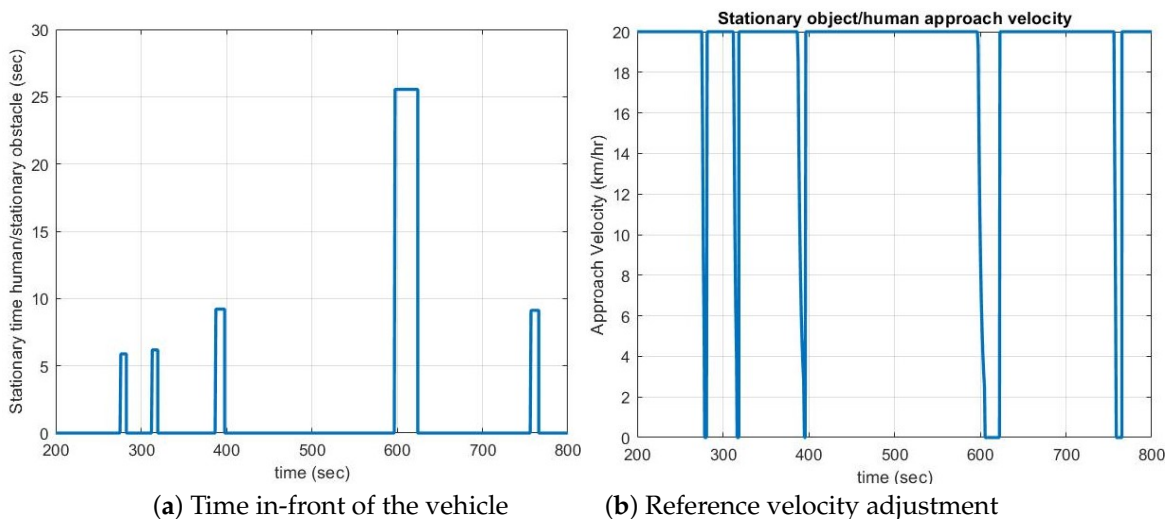 Stationary time human/stationary obstacle (sec)
30
25
20
15
10
5
0
200 300 400 500 600 700 800
time (sec)
(a) Time in-front of the vehicle
Stationary object/human approach velocity
Approach Velocity (km/hr)
20
18
16
14
12
10
8
6
4
2
0
200 300 400 500 600 700 800
time (sec)
(b) Reference velocity adjustment